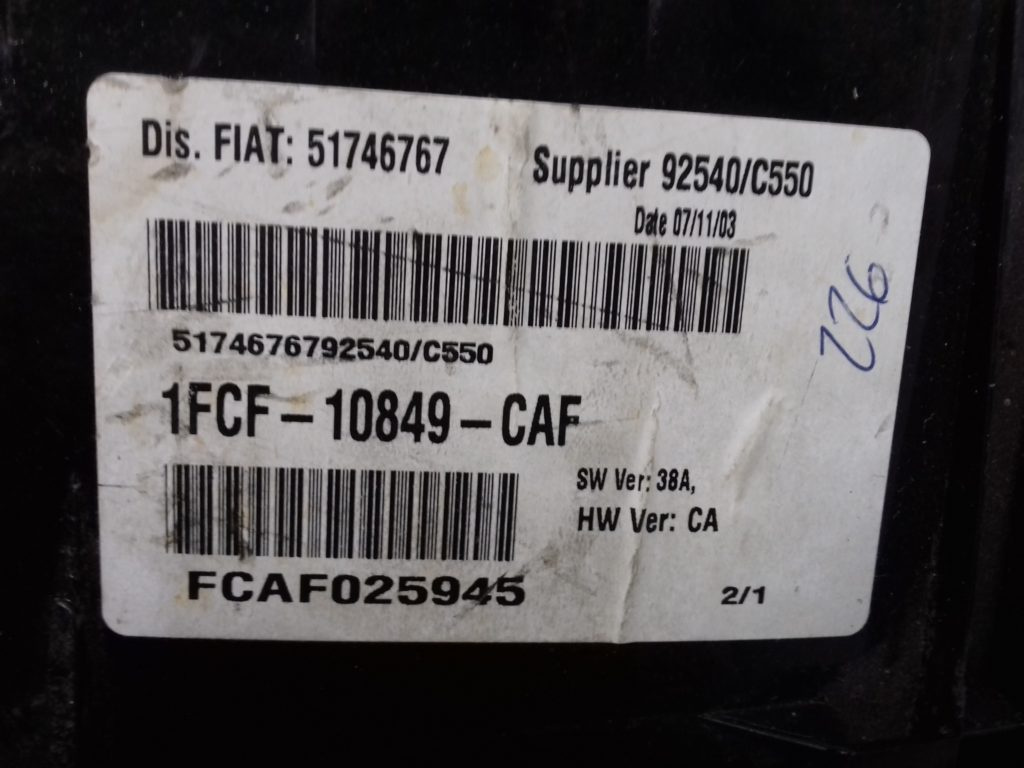 Dis. FIAT: 51746767
Supplier 92540/C550
Date 07/11/03
5174676792540/C550
226
1FCF-10849-CAF
SW Ver: 38A,
HW Ver: CA
FCAF025945
2/1